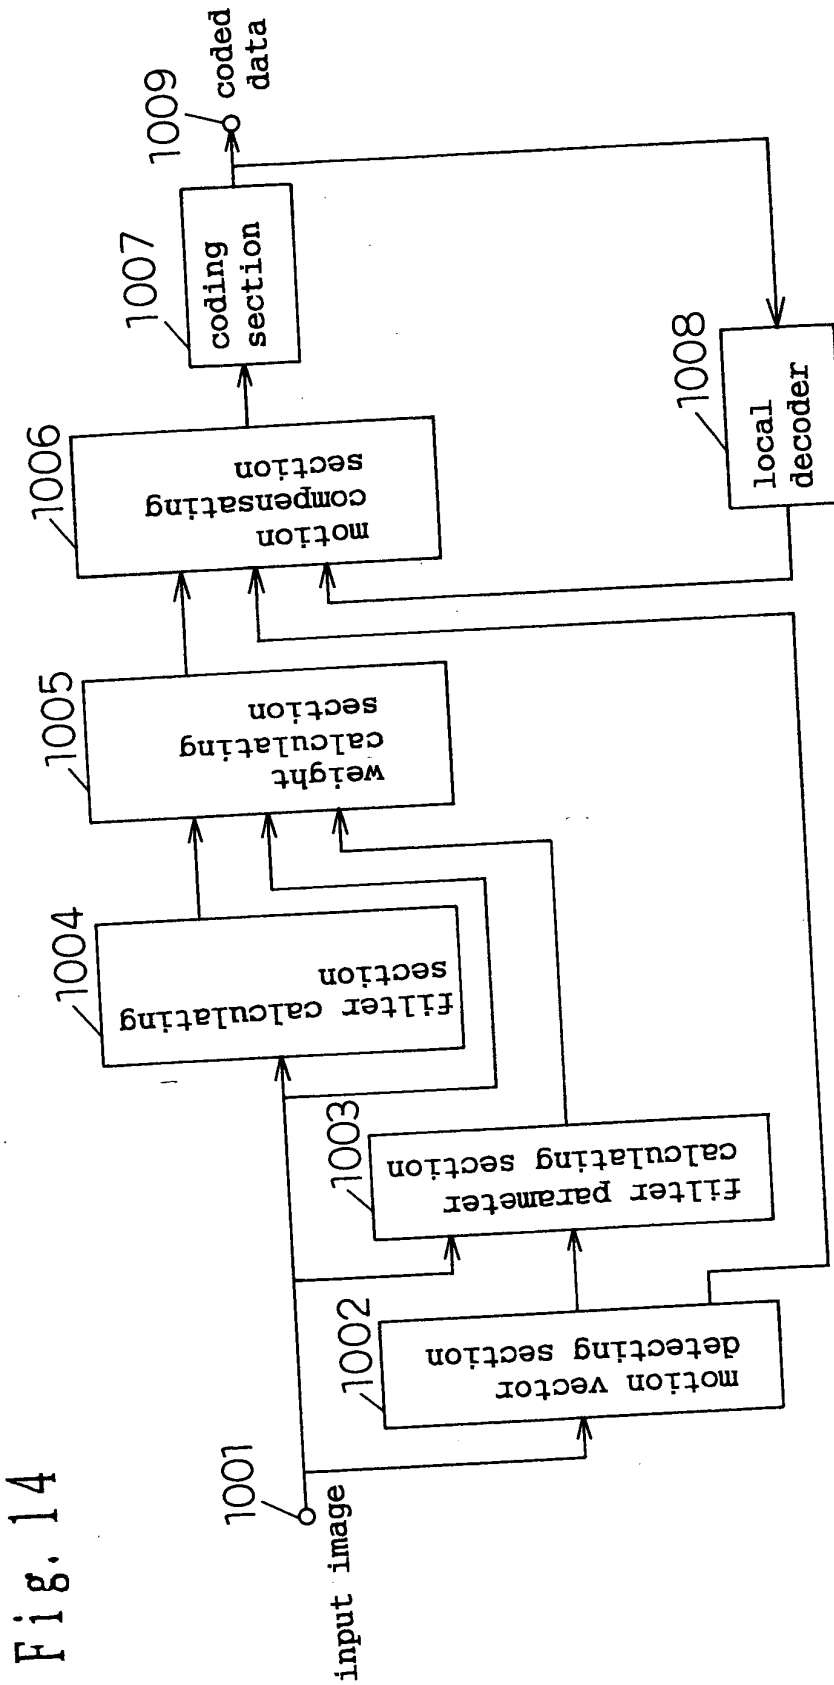 Fig. 14
1001
input image
1002
motion vector
detecting section
1003
filter parameter
calculating section
1004
filter calculating
section
1005
weight
calculating
section
1006
motion
compensating
section
1007
coding
section
1008
local
decoder
1009
coded
data